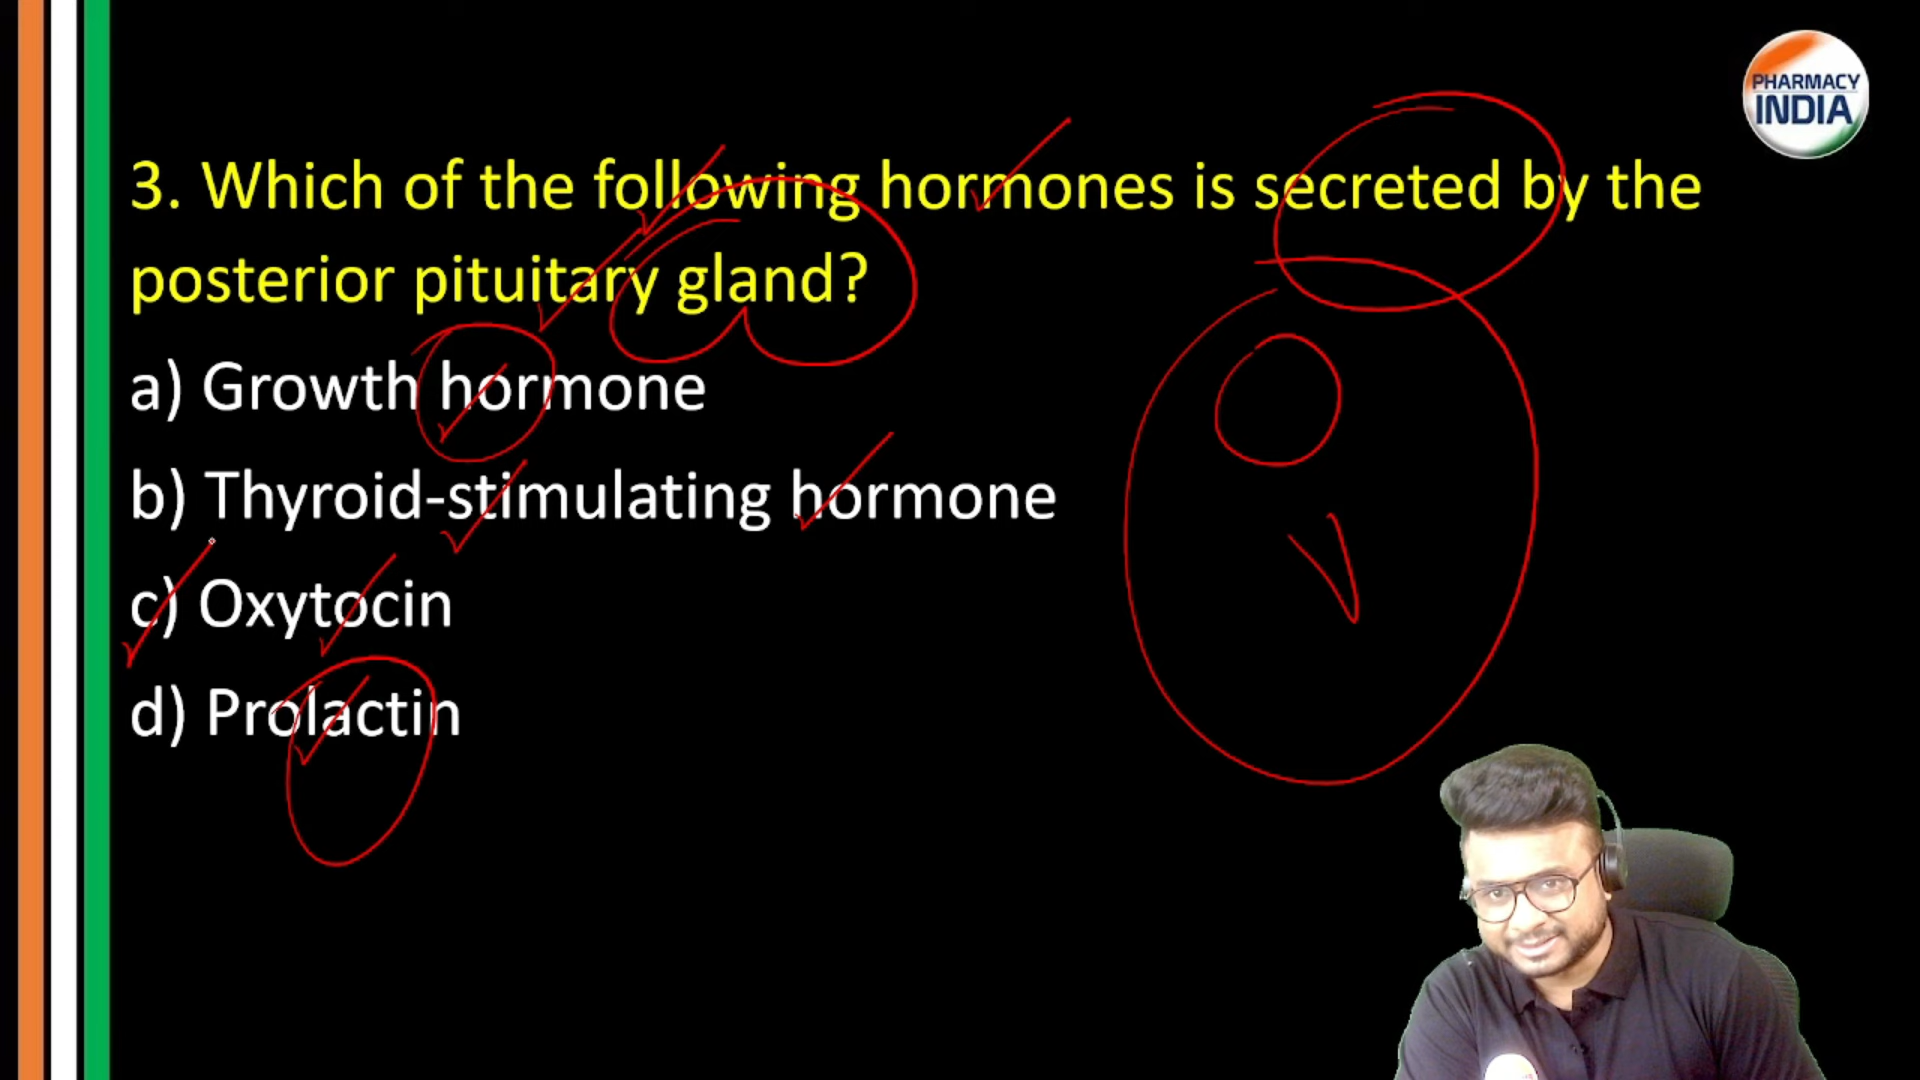 PHARMACY
INDIA
3. Which of the following hormones is secreted by the
posterior pituitary gland?
a) Growth hormone
b) Thyroid-stimulating hormone
c) Oxytocin
d) Prolactin